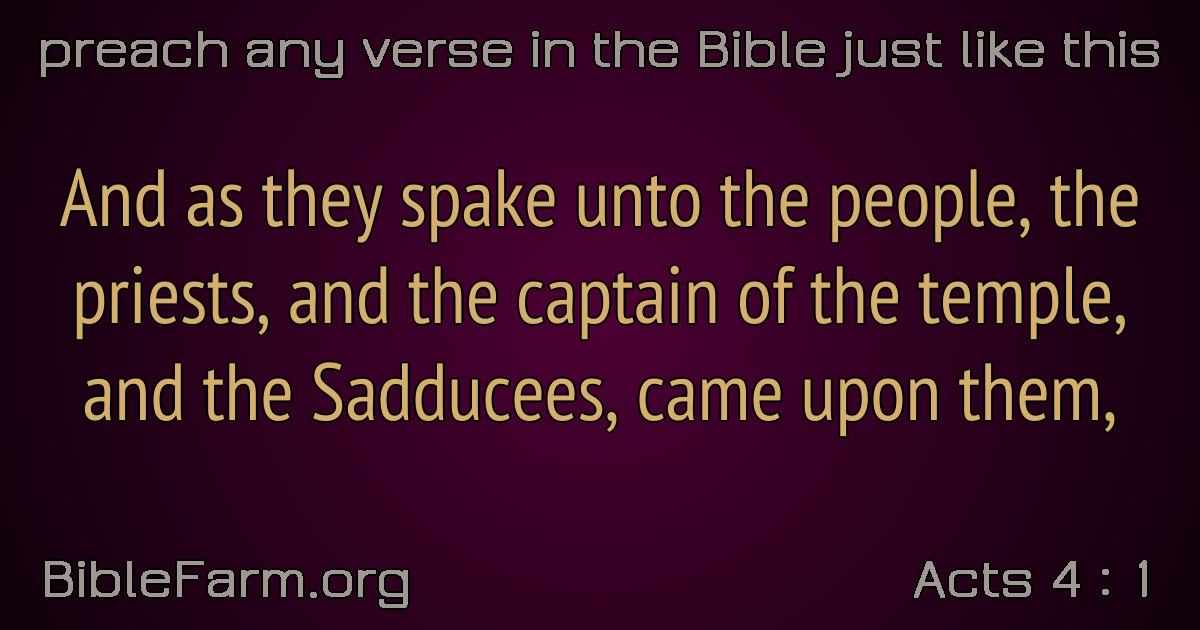 preach any verse in the Bible just like this
And as they spake unto the people, the
priests, and the captain of the temple,
and the Sadducees, came upon them,
BibleFarm.org
Acts 4 : 1